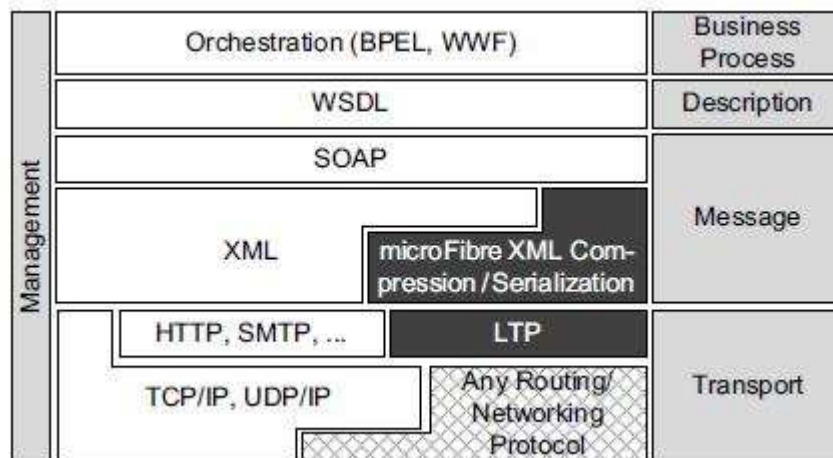 Management
Orchestration (BPEL, WWF)
Business
Process
WSDL
Description
SOAP
Message
XML
microFibre XML Com-
pression / Serialization
HTTP, SMTP, ...
LTP
Transport
TCP/IP, UDP/IP
Any Routing/
Networking
Protocol